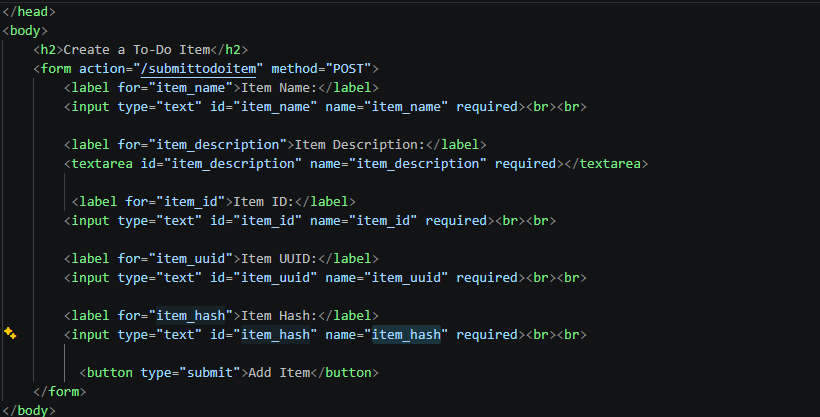 </head>
<body>
    <h2>Create a To-Do Item</h2>
    <form action="/submittodoitem" method="POST">
        <label for="item_name">Item Name:</label>
        <input type="text" id="item_name" name="item_name" required><br><br>

        <label for="item_description">Item Description:</label>
        <textarea id="item_description" name="item_description" required></textarea>

         <label for="item_id">Item ID:</label>
        <input type="text" id="item_id" name="item_id" required><br><br>

        <label for="item_uuid">Item UUID:</label>
        <input type="text" id="item_uuid" name="item_uuid" required><br><br>

        <label for="item_hash">Item Hash:</label>
        <input type="text" id="item_hash" name="item_hash" required><br><br>

          <button type="submit">Add Item</button>
    </form>
</body>